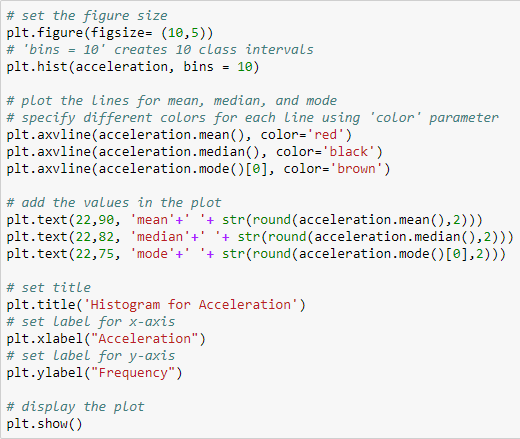 # set the figure size
plt.figure(figsize= (10,5))
# 'bins = 10' creates 10 class intervals
plt.hist(acceleration, bins = 10)

# plot the lines for mean, median, and mode
# specify different colors for each line using 'color' parameter
plt.axvline(acceleration.mean(), color='red')
plt.axvline(acceleration.median(), color='black')
plt.axvline(acceleration.mode()[0], color='brown')

# add the values in the plot
plt.text(22,90, 'mean'+' '+ str(round(acceleration.mean(),2)))
plt.text(22,82, 'median'+' '+ str(round(acceleration.median(),2)))
plt.text(22,75, 'mode'+' '+ str(round(acceleration.mode()[0],2)))

# set title
plt.title('Histogram for Acceleration')
# set label for x-axis
plt.xlabel("Acceleration")
# set label for y-axis
plt.ylabel("Frequency")

# display the plot
plt.show()